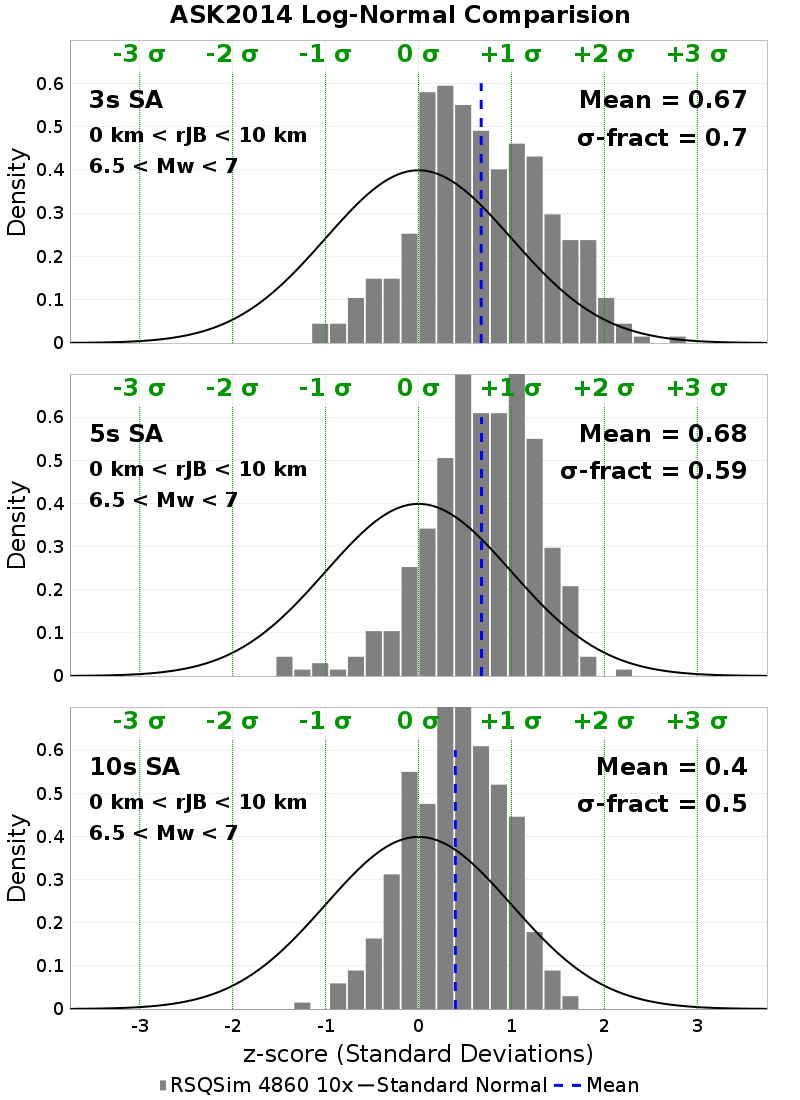 ASK2014 Log-Normal Comparision
-3 σ -2 σ -1 σ 0 σ +1 σ +2 σ +3 σ
3s SA
0 km < rJB < 10 km
6.5 < Mw < 7
Mean = 0.67
σ-fract = 0.7
Density
0.6
0.5
0.4
0.3
0.2
0.1
0
-3 σ -2 σ -1 σ 0 σ +1 σ +2 σ +3 σ
5s SA
0 km < rJB < 10 km
6.5 < Mw < 7
Mean = 0.68
σ-fract = 0.59
Density
0.6
0.5
0.4
0.3
0.2
0.1
0
-3 σ -2 σ -1 σ 0 σ +1 σ +2 σ +3 σ
10s SA
0 km < rJB < 10 km
6.5 < Mw < 7
Mean = 0.4
σ-fract = 0.5
Density
0.6
0.5
0.4
0.3
0.2
0.1
0
-3 -2 -1 0 1 2 3
z-score (Standard Deviations)
RSQSim 4860 10x Standard Normal Mean